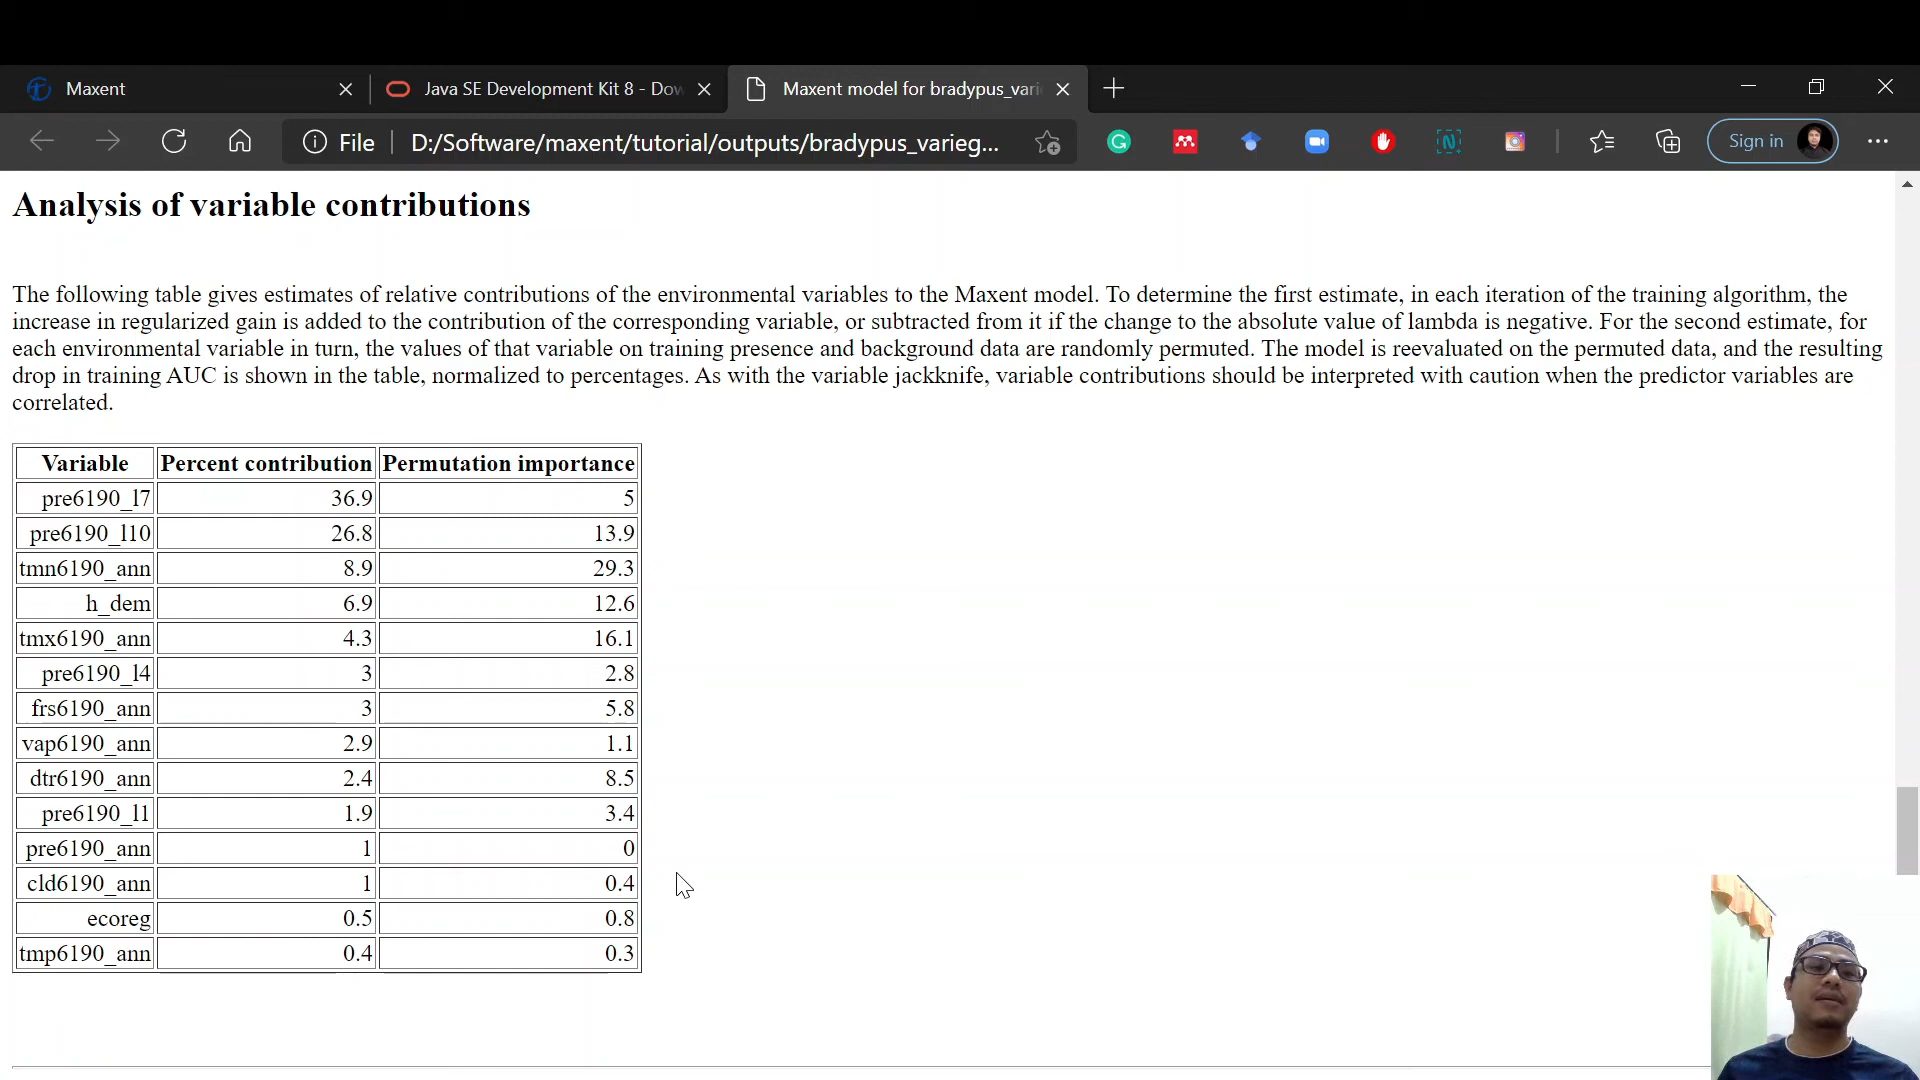 Maxent
Java SE Development Kit 8 - Dow
Maxent model for bradypus_vari
File
D:/Software/maxent/tutorial/outputs/bradypus_varieg...
Sign in
Analysis of variable contributions
The following table gives estimates of relative contributions of the environmental variables to the Maxent model. To determine the first estimate, in each iteration of the training algorithm, the
increase in regularized gain is added to the contribution of the corresponding variable, or subtracted from it if the change to the absolute value of lambda is negative. For the second estimate, for
each environmental variable in turn, the values of that variable on training presence and background data are randomly permuted. The model is reevaluated on the permuted data, and the resulting
drop in training AUC is shown in the table, normalized to percentages. As with the variable jackknife, variable contributions should be interpreted with caution when the predictor variables are
correlated.
Variable Percent contribution Permutation importance
pre6190_l7 36.9 5
pre6190_l10 26.8 13.9
tmn6190_ann 8.9 29.3
h_dem 6.9 12.6
tmx6190_ann 4.3 16.1
pre6190_l4 3 2.8
frs6190_ann 3 5.8
vap6190_ann 2.9 1.1
dtr6190_ann 2.4 8.5
pre6190_l1 1.9 3.4
pre6190_ann 1 0
cld6190_ann 1 0.4
ecoreg 0.5 0.8
tmp6190_ann 0.4 0.3